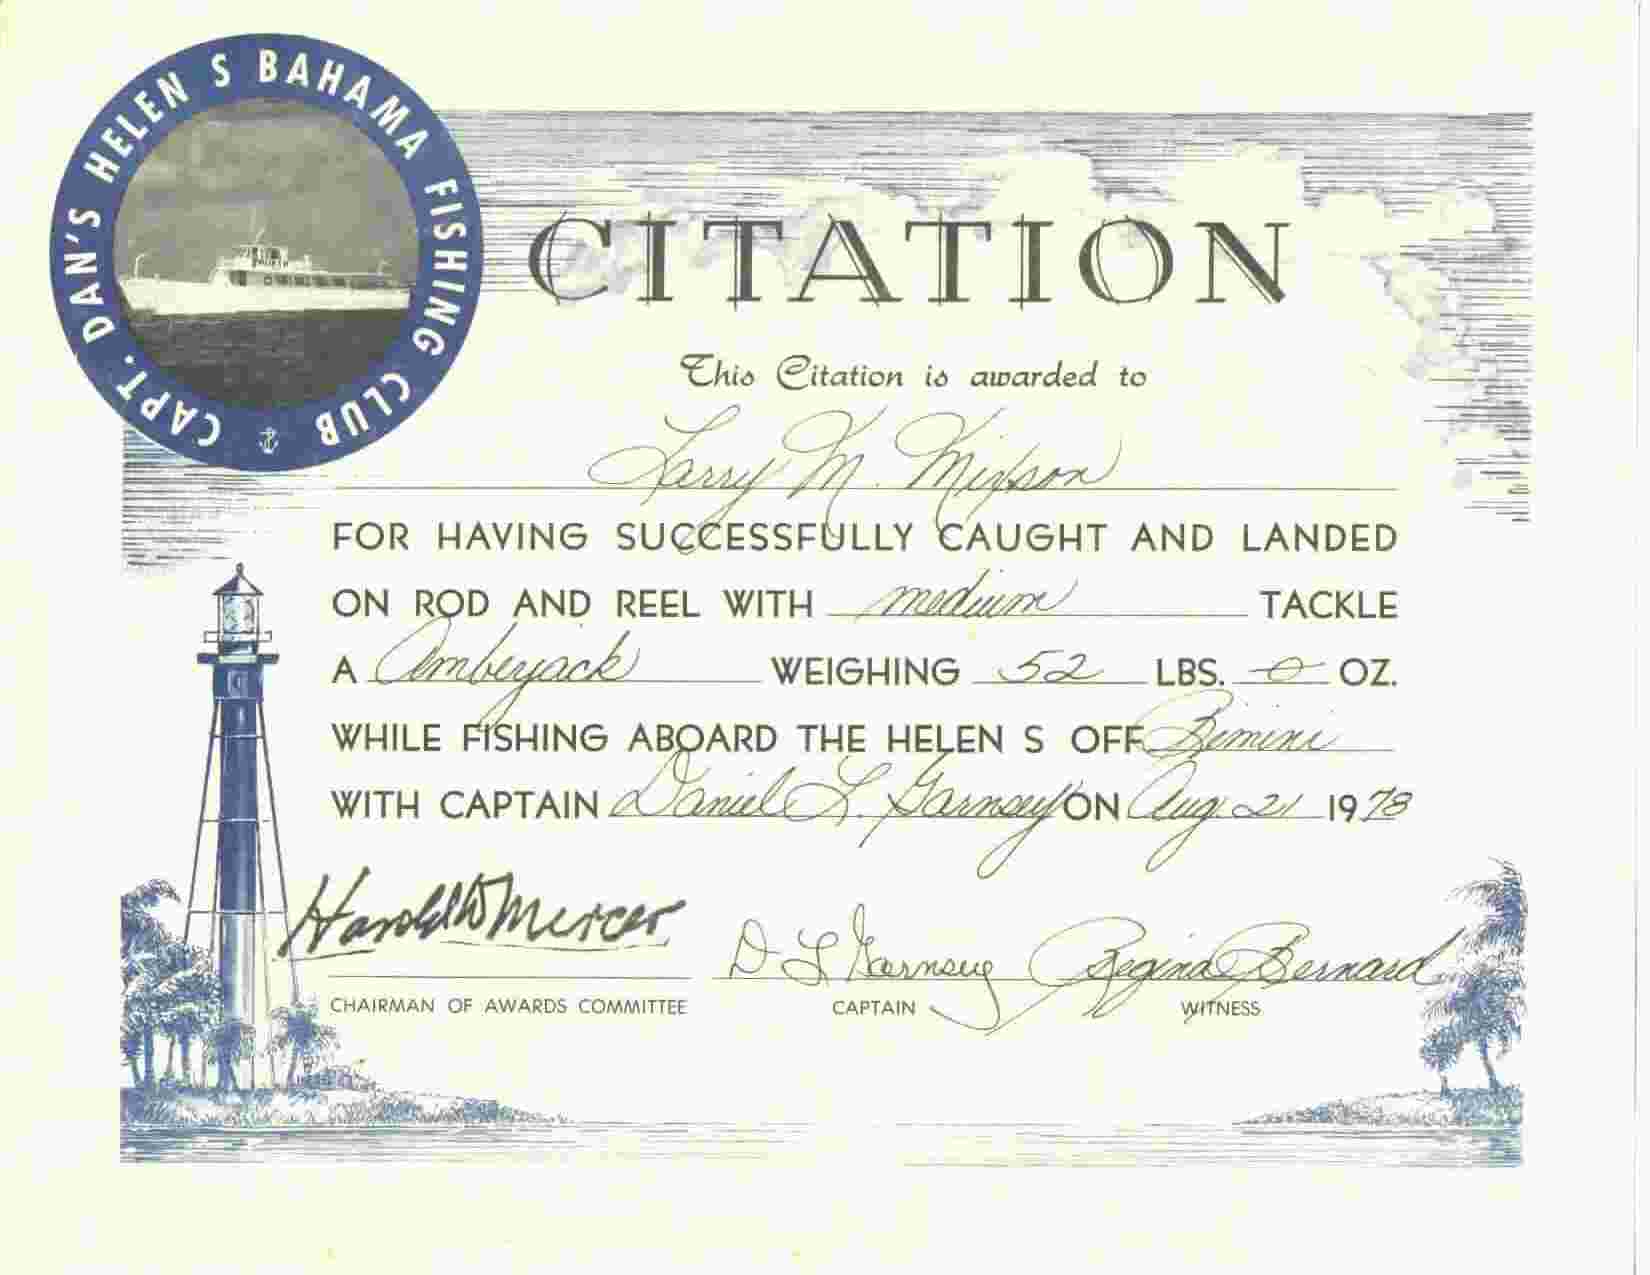 CAPT. DAN'S HELEN S BAHAMA FISHING CLUB
CITATION
This Citation is awarded to
Larry M. Mixson
FOR HAVING SUCCESSFULLY CAUGHT AND LANDED
ON ROD AND REEL WITH medium TACKLE
A Amberjack WEIGHING 52 LBS. 0 OZ.
WHILE FISHING ABOARD THE HELEN S OFF Bimini
WITH CAPTAIN Daniel L. Garnsey ON Aug. 21 1978
Harold W Mercer D L Garnsey Regina Bernard
CHAIRMAN OF AWARDS COMMITTEE CAPTAIN WITNESS